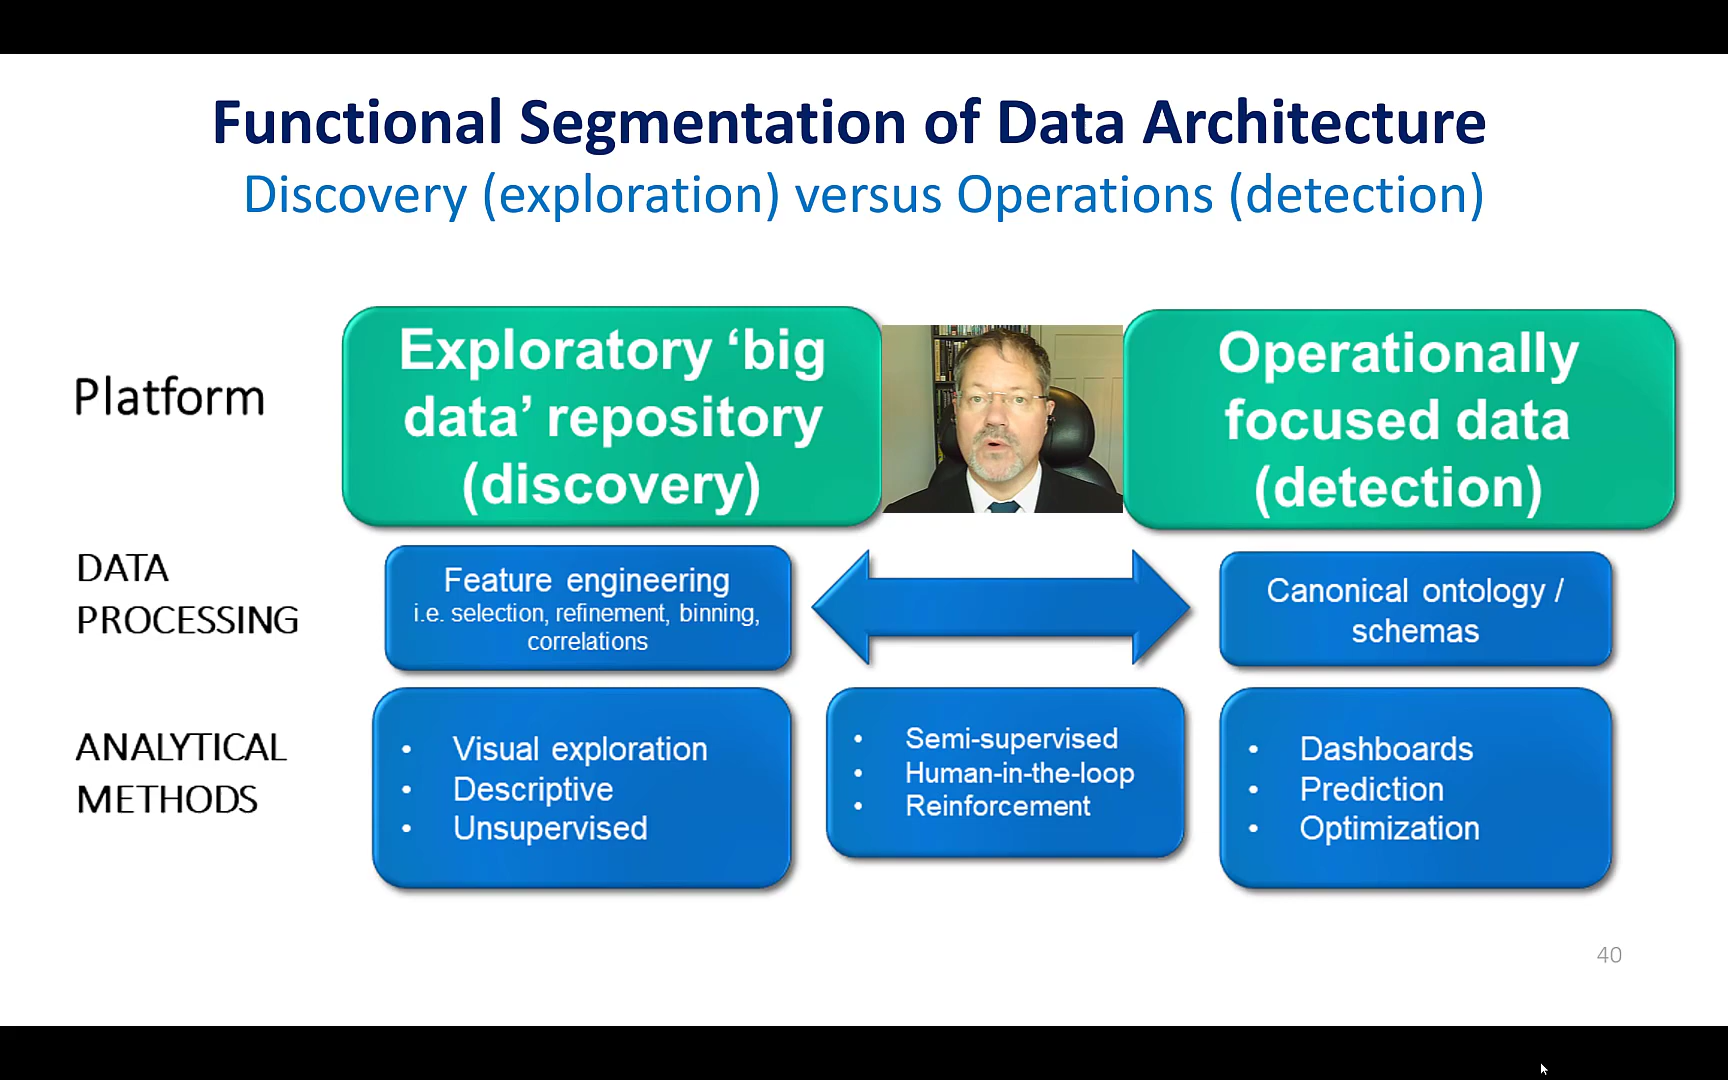 Functional Segmentation of Data Architecture
Discovery (exploration) versus Operations (detection)
Platform
Exploratory ‘big
data’ repository
(discovery)
Operationally
focused data
(detection)
DATA
PROCESSING
Feature engineering
i.e. selection, refinement, binning,
correlations
Canonical ontology /
schemas
ANALYTICAL
METHODS
• Visual exploration
• Descriptive
• Unsupervised
• Semi-supervised
• Human-in-the-loop
• Reinforcement
• Dashboards
• Prediction
• Optimization
40